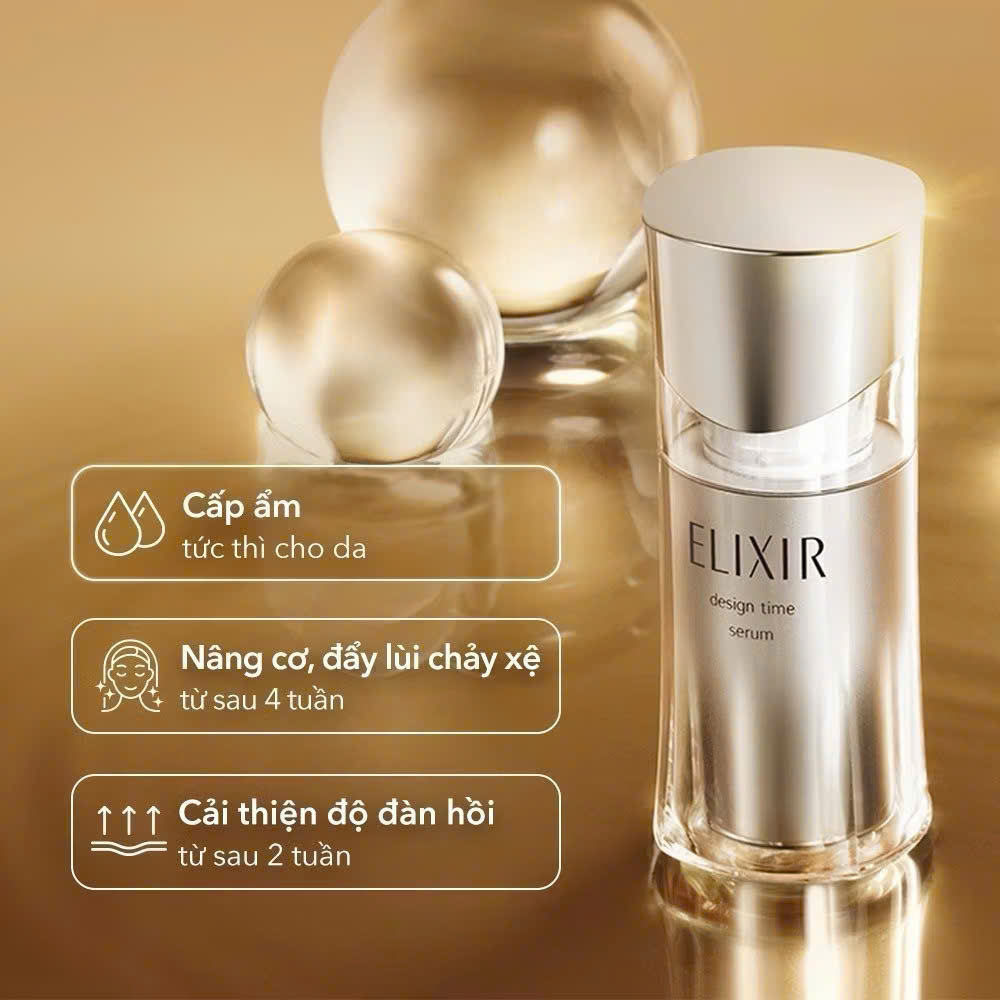 Cấp ẩm
tức thì cho da
Nâng cơ, đẩy lùi chảy xệ
từ sau 4 tuần
Cải thiện độ đàn hồi
từ sau 2 tuần
ELIXIR
design time
serum